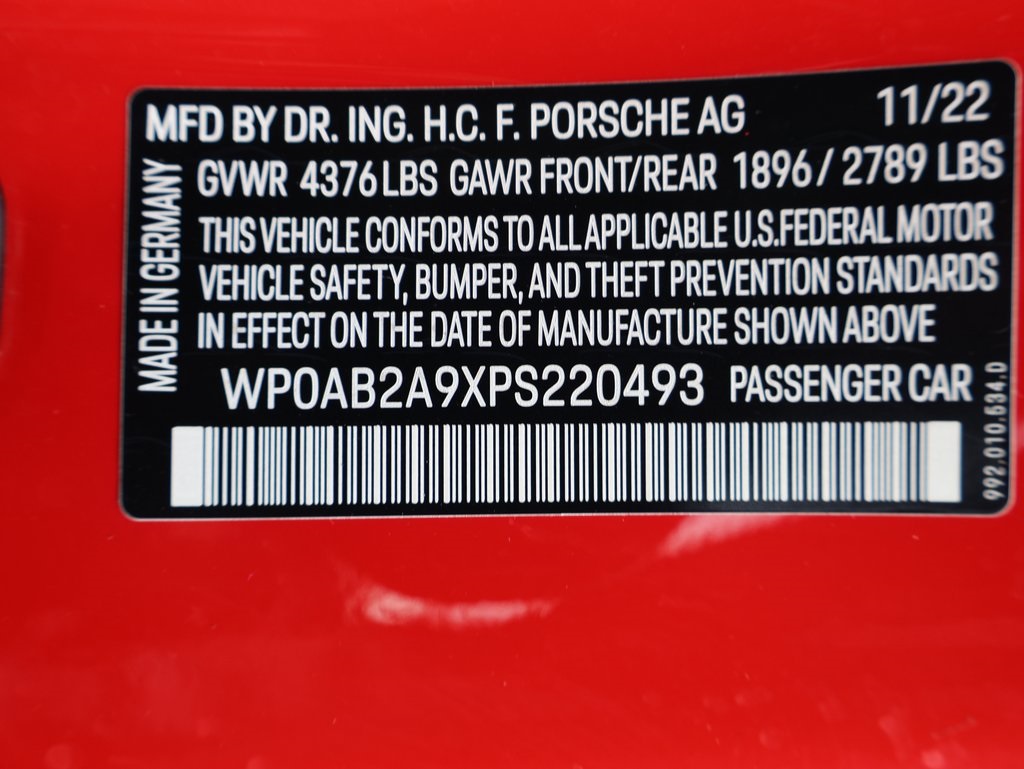 MFD BY DR. ING. H.C. F. PORSCHE AG 11/22
GVWR 4376 LBS GAWR FRONT/REAR 1896 / 2789 LBS
THIS VEHICLE CONFORMS TO ALL APPLICABLE U.S.FEDERAL MOTOR
VEHICLE SAFETY, BUMPER, AND THEFT PREVENTION STANDARDS
IN EFFECT ON THE DATE OF MANUFACTURE SHOWN ABOVE
WP0AB2A9XPS220493 PASSENGER CAR
MADE IN GERMANY
992.010.534.0